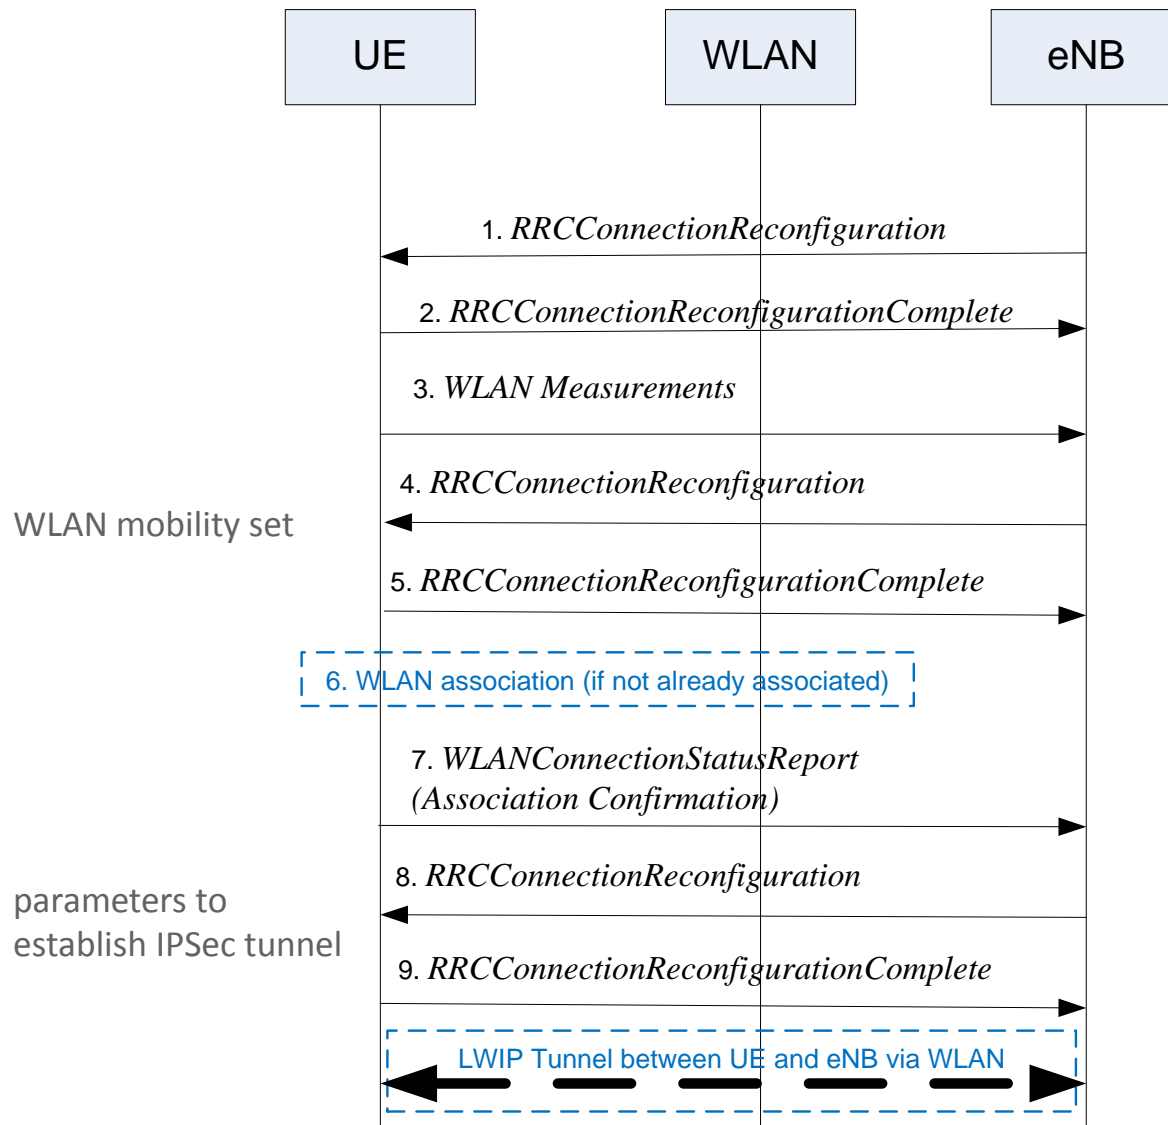 UE
WLAN
eNB
1. RRCConnectionReconfiguration
2. RRCConnectionReconfigurationComplete
3. WLAN Measurements
4. RRCConnectionReconfiguration
WLAN mobility set
5. RRCConnectionReconfigurationComplete
6. WLAN association (if not already associated)
7. WLANConnectionStatusReport
(Association Confirmation)
8. RRCConnectionReconfiguration
parameters to
establish IPSec tunnel
9. RRCConnectionReconfigurationComplete
LWIP Tunnel between UE and eNB via WLAN